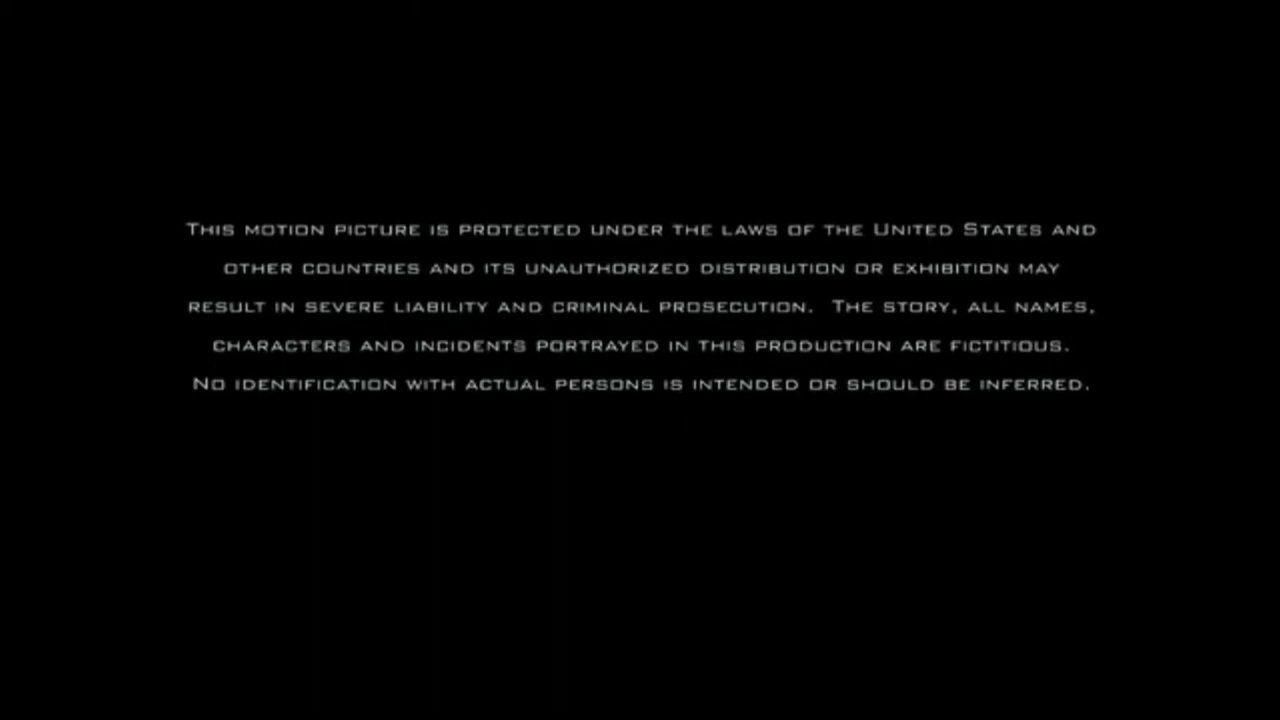 This motion picture is protected under the laws of the United States and
other countries and its unauthorized distribution or exhibition may
result in severe liability and criminal prosecution.  The story, all names,
characters and incidents portrayed in this production are fictitious.
No identification with actual persons is intended or should be inferred.